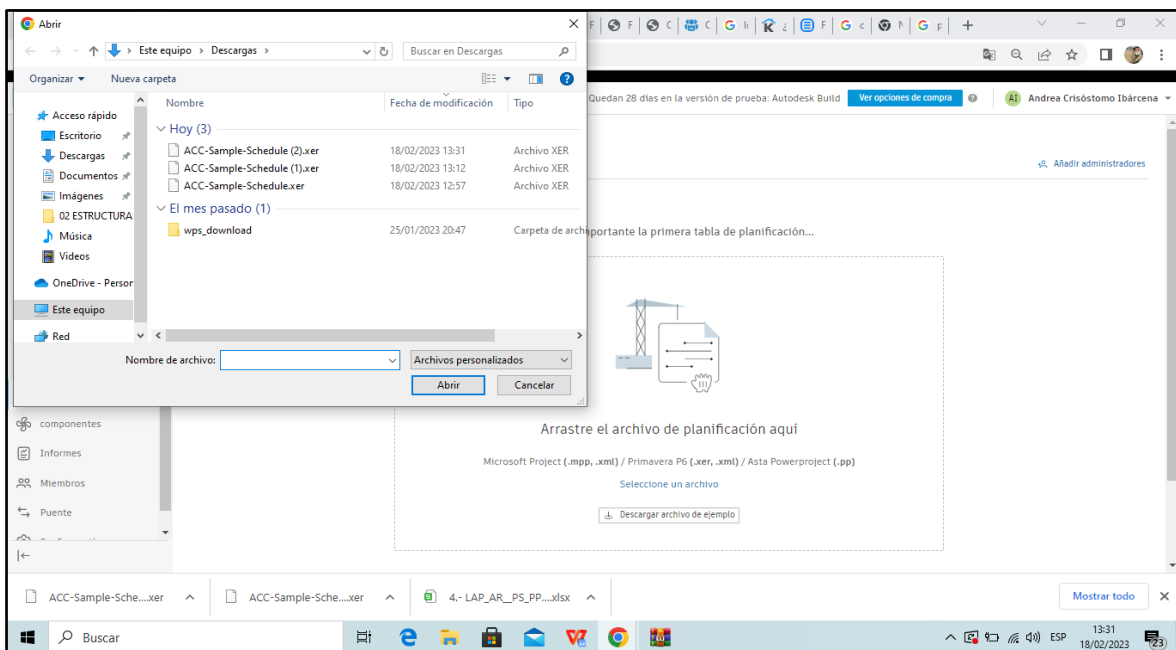 Abrir
Este equipo > Descargas >
Buscar en Descargas
Organizar
Nueva carpeta
Acceso rápido
Escritorio
Descargas
Documentos
Imágenes
02 ESTRUCTURA
Música
Videos
OneDrive - Person
Este equipo
Red
Nombre
Fecha de modificación
Tipo
Hoy (3)
ACC-Sample-Schedule (2).xer 18/02/2023 13:31 Archivo XER
ACC-Sample-Schedule (1).xer 18/02/2023 13:12 Archivo XER
ACC-Sample-Schedule.xer 18/02/2023 12:57 Archivo XER
El mes pasado (1)
wps_download 25/01/2023 20:47 Carpeta de archi
Nombre de archivo:
Archivos personalizados
Abrir
Cancelar
Quedan 28 días en la versión de prueba: Autodesk Build
Ver opciones de compra
AI Andrea Crisóstomo Ibárcena
Añadir administradores
mportante la primera tabla de planificación...
Arrastre el archivo de planificación aquí
Microsoft Project (.mpp, .xml) / Primavera P6 (.xer, .xml) / Asta Powerproject (.pp)
Seleccione un archivo
Descargar archivo de ejemplo
componentes
Informes
Miembros
Puente
ACC-Sample-Sche....xer
ACC-Sample-Sche....xer
4.- LAP_AR__PS_PP....xlsx
Mostrar todo
Buscar
ESP
13:31
18/02/2023
23